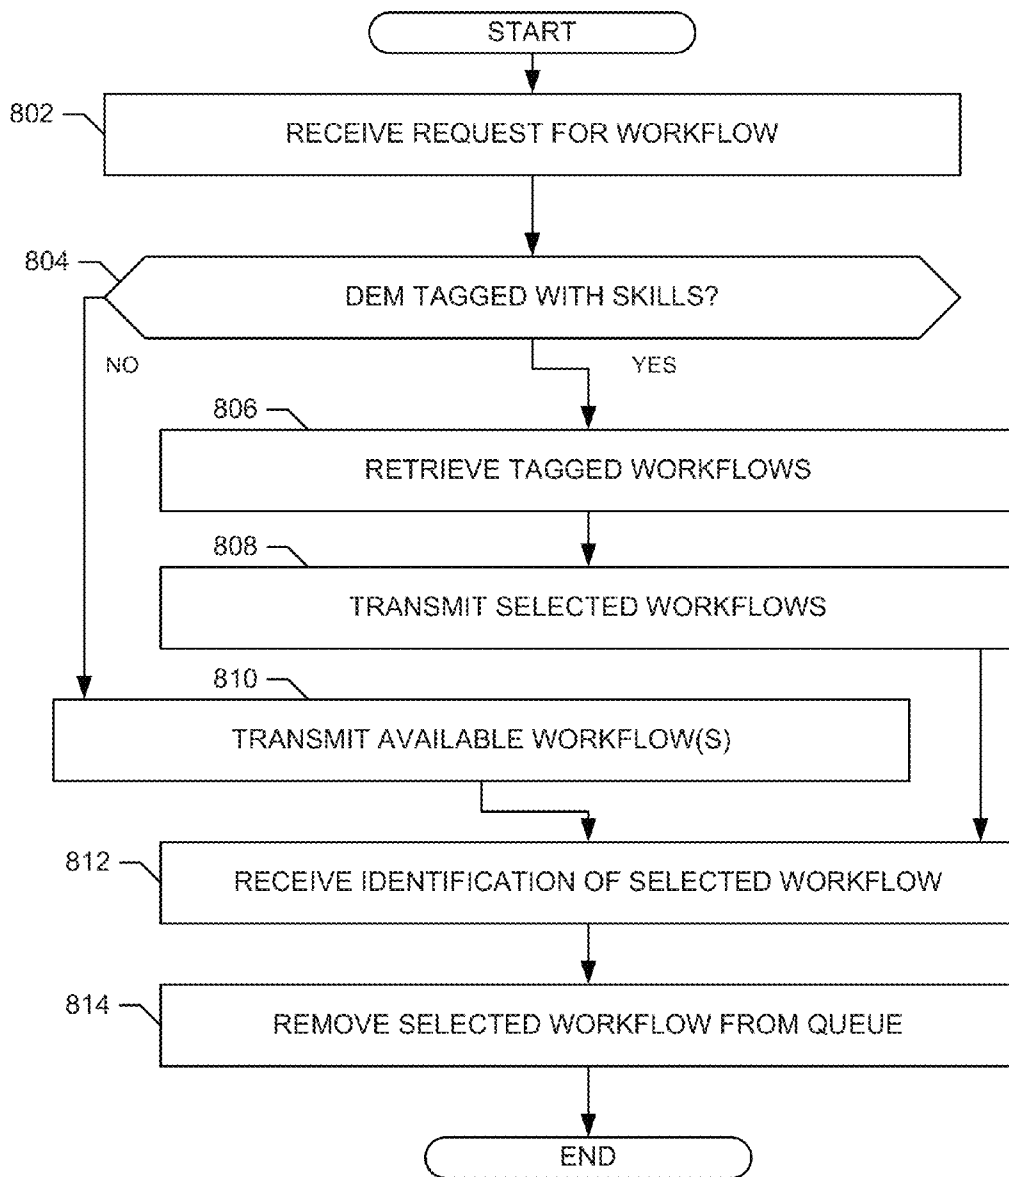 START
802
RECEIVE REQUEST FOR WORKFLOW
804
DEM TAGGED WITH SKILLS?
NO
YES
806
RETRIEVE TAGGED WORKFLOWS
808
TRANSMIT SELECTED WORKFLOWS
810
TRANSMIT AVAILABLE WORKFLOW(S)
812
RECEIVE IDENTIFICATION OF SELECTED WORKFLOW
814
REMOVE SELECTED WORKFLOW FROM QUEUE
END